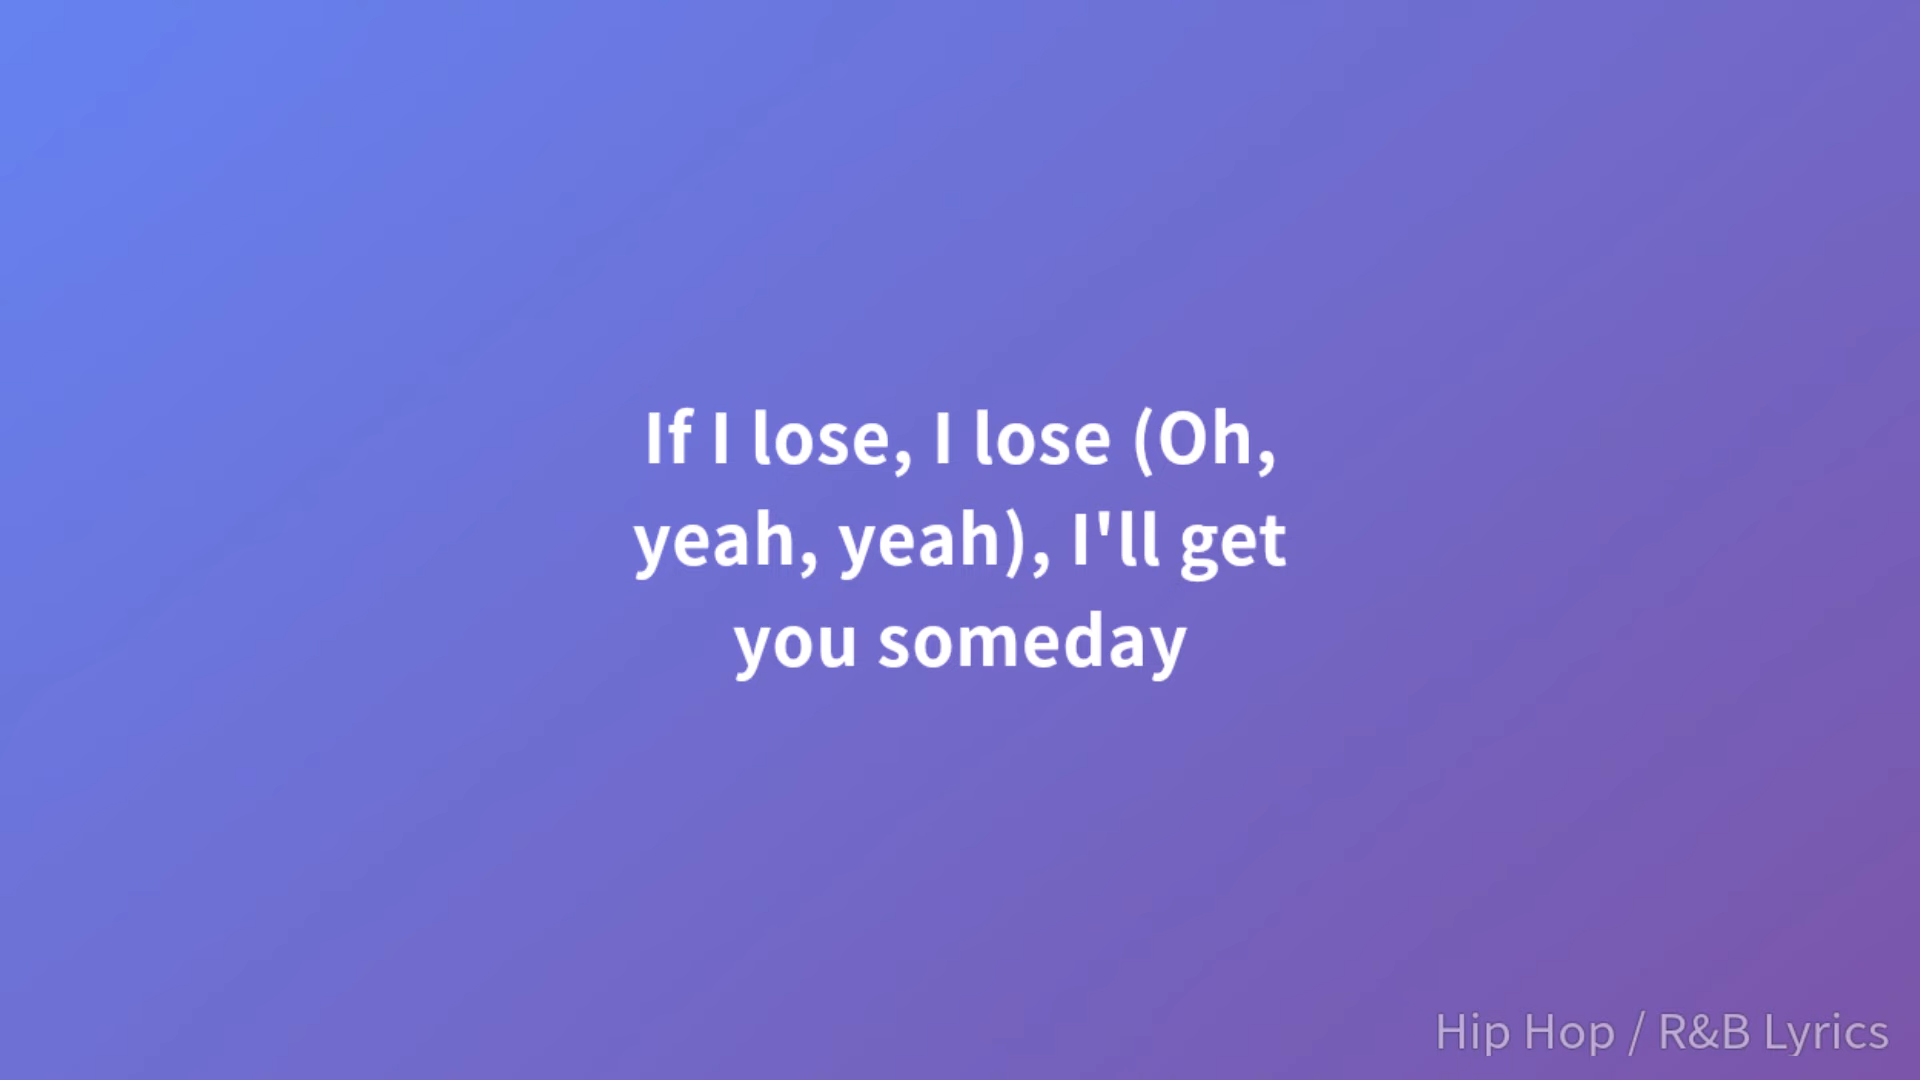 If I lose, I lose (Oh,
yeah, yeah), I'll get
you someday
Hip Hop / R&B Lyrics